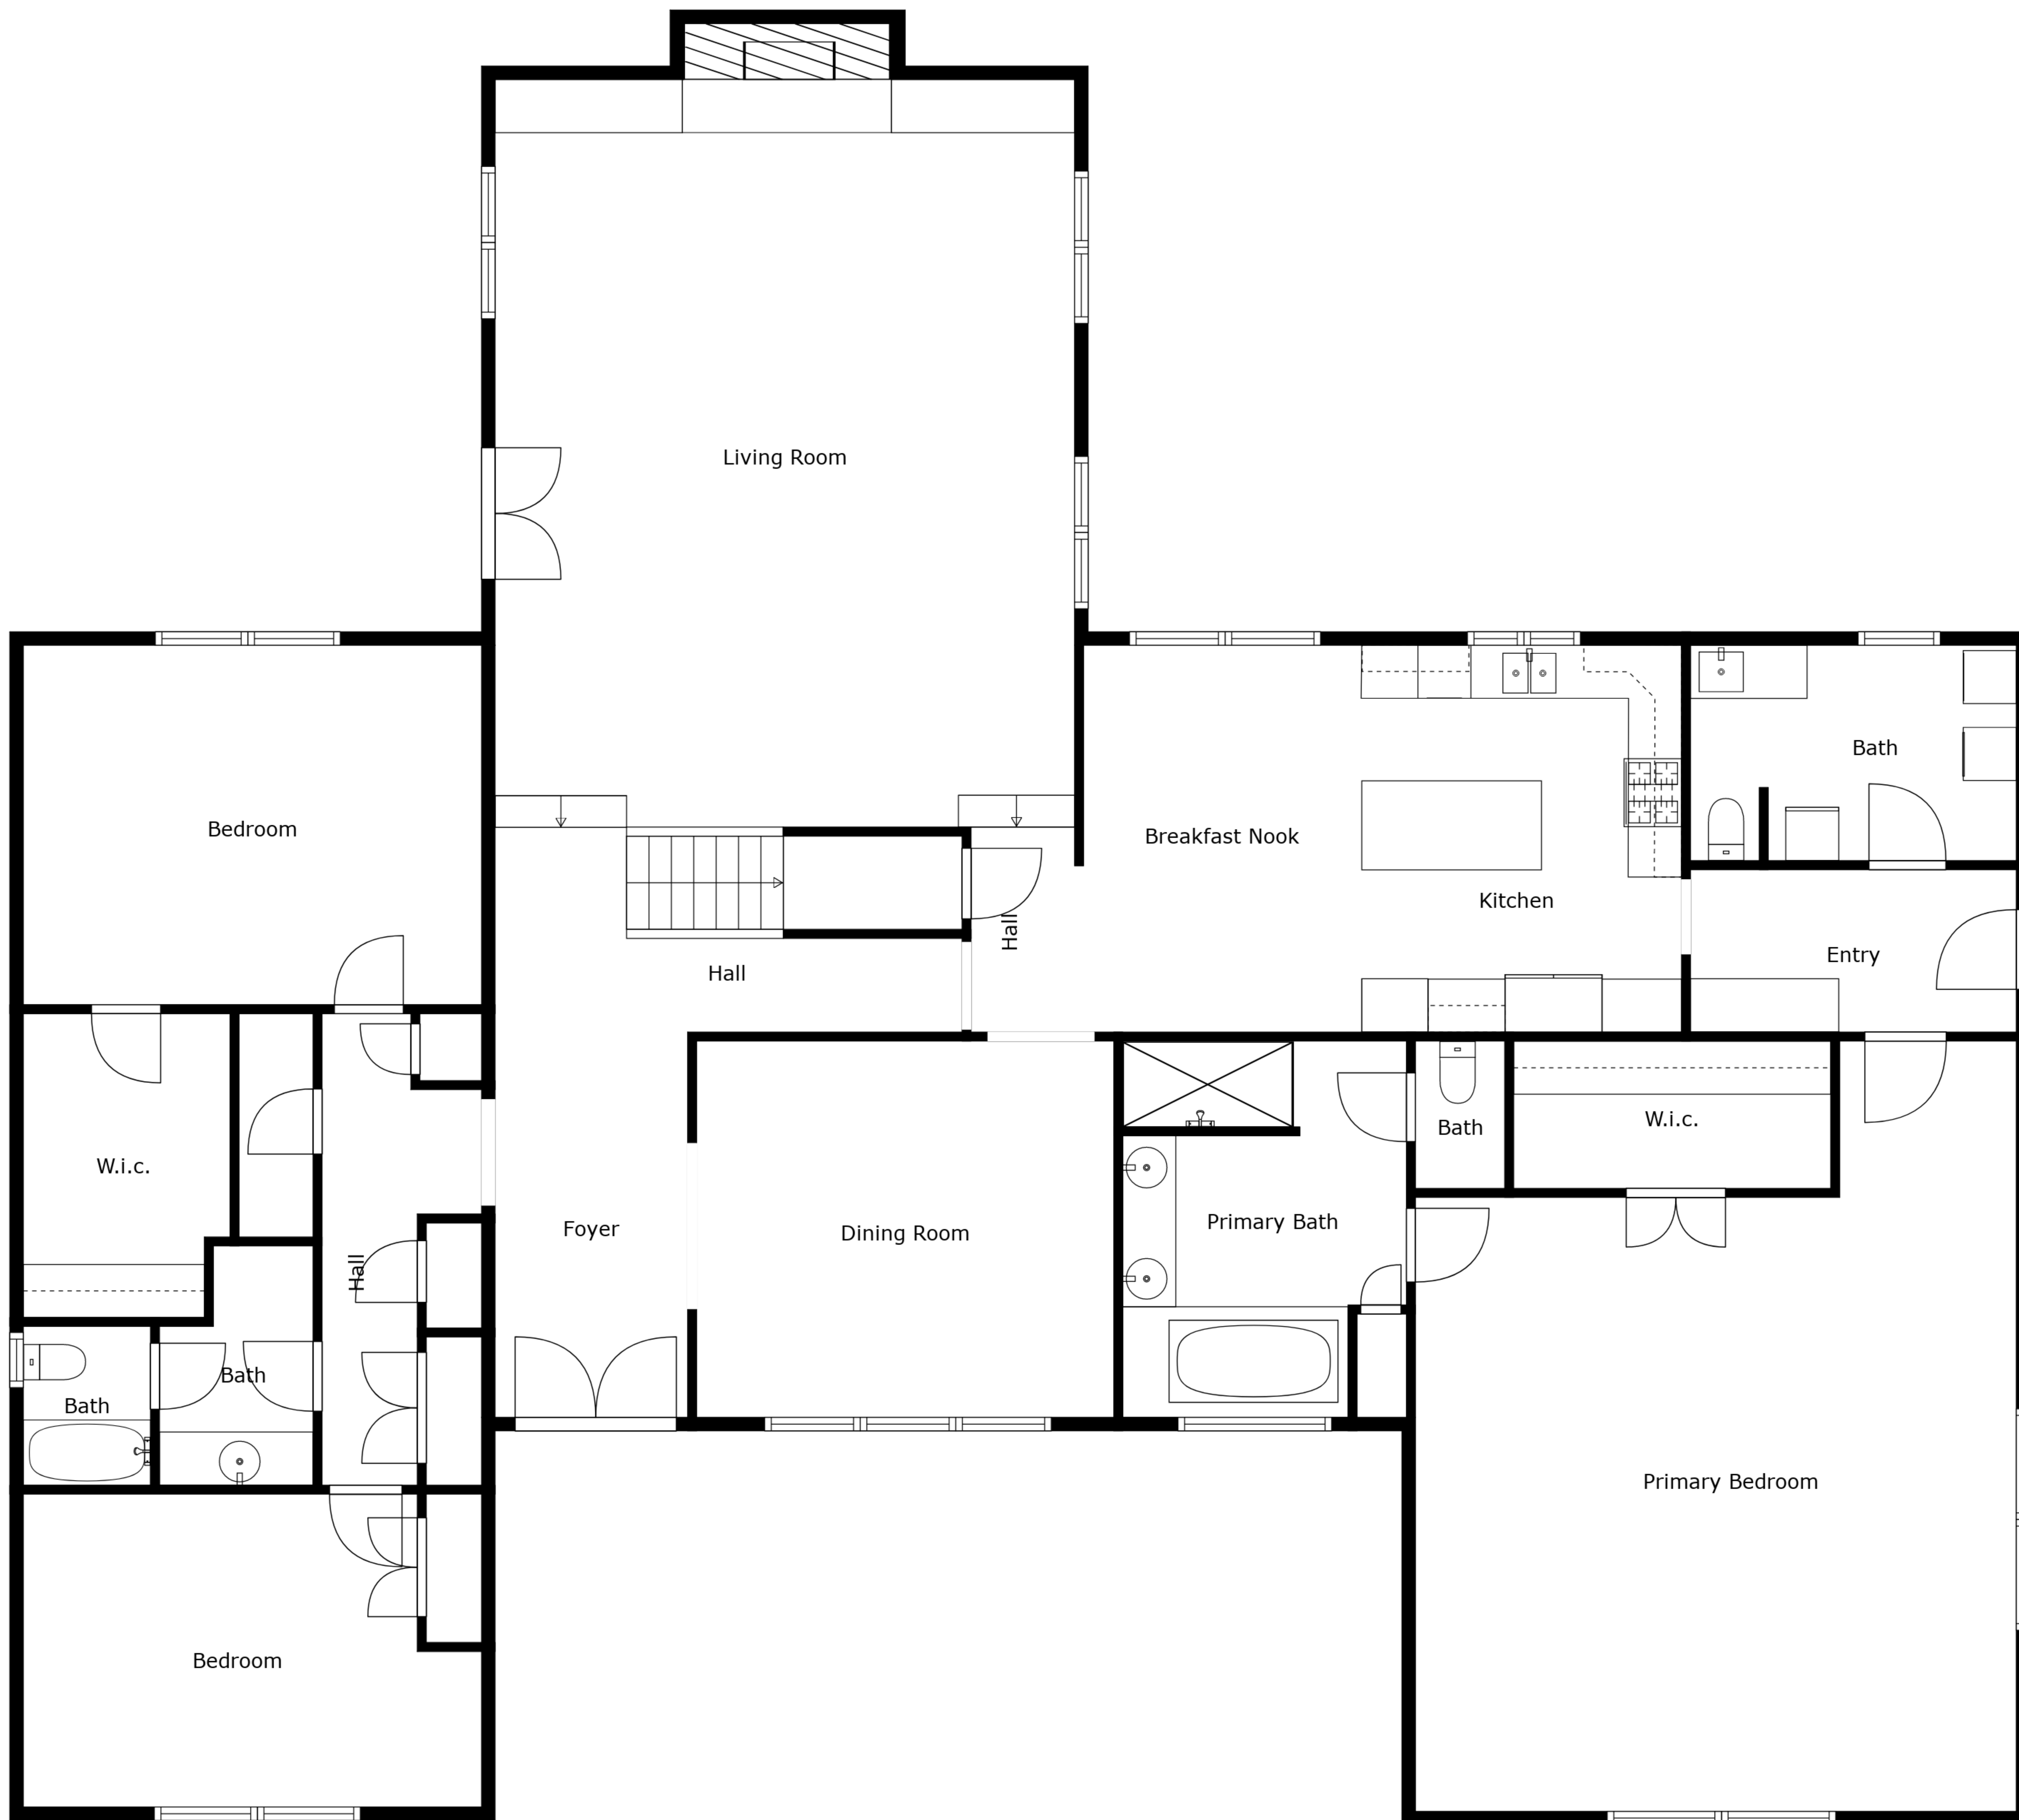 Living Room
Bedroom
Breakfast Nook
Bath
Kitchen
Hall
Hall
Entry
W.i.c.
Bath
W.i.c.
Primary Bath
Foyer
Dining Room
Hall
Bath
Bath
Primary Bedroom
Bedroom